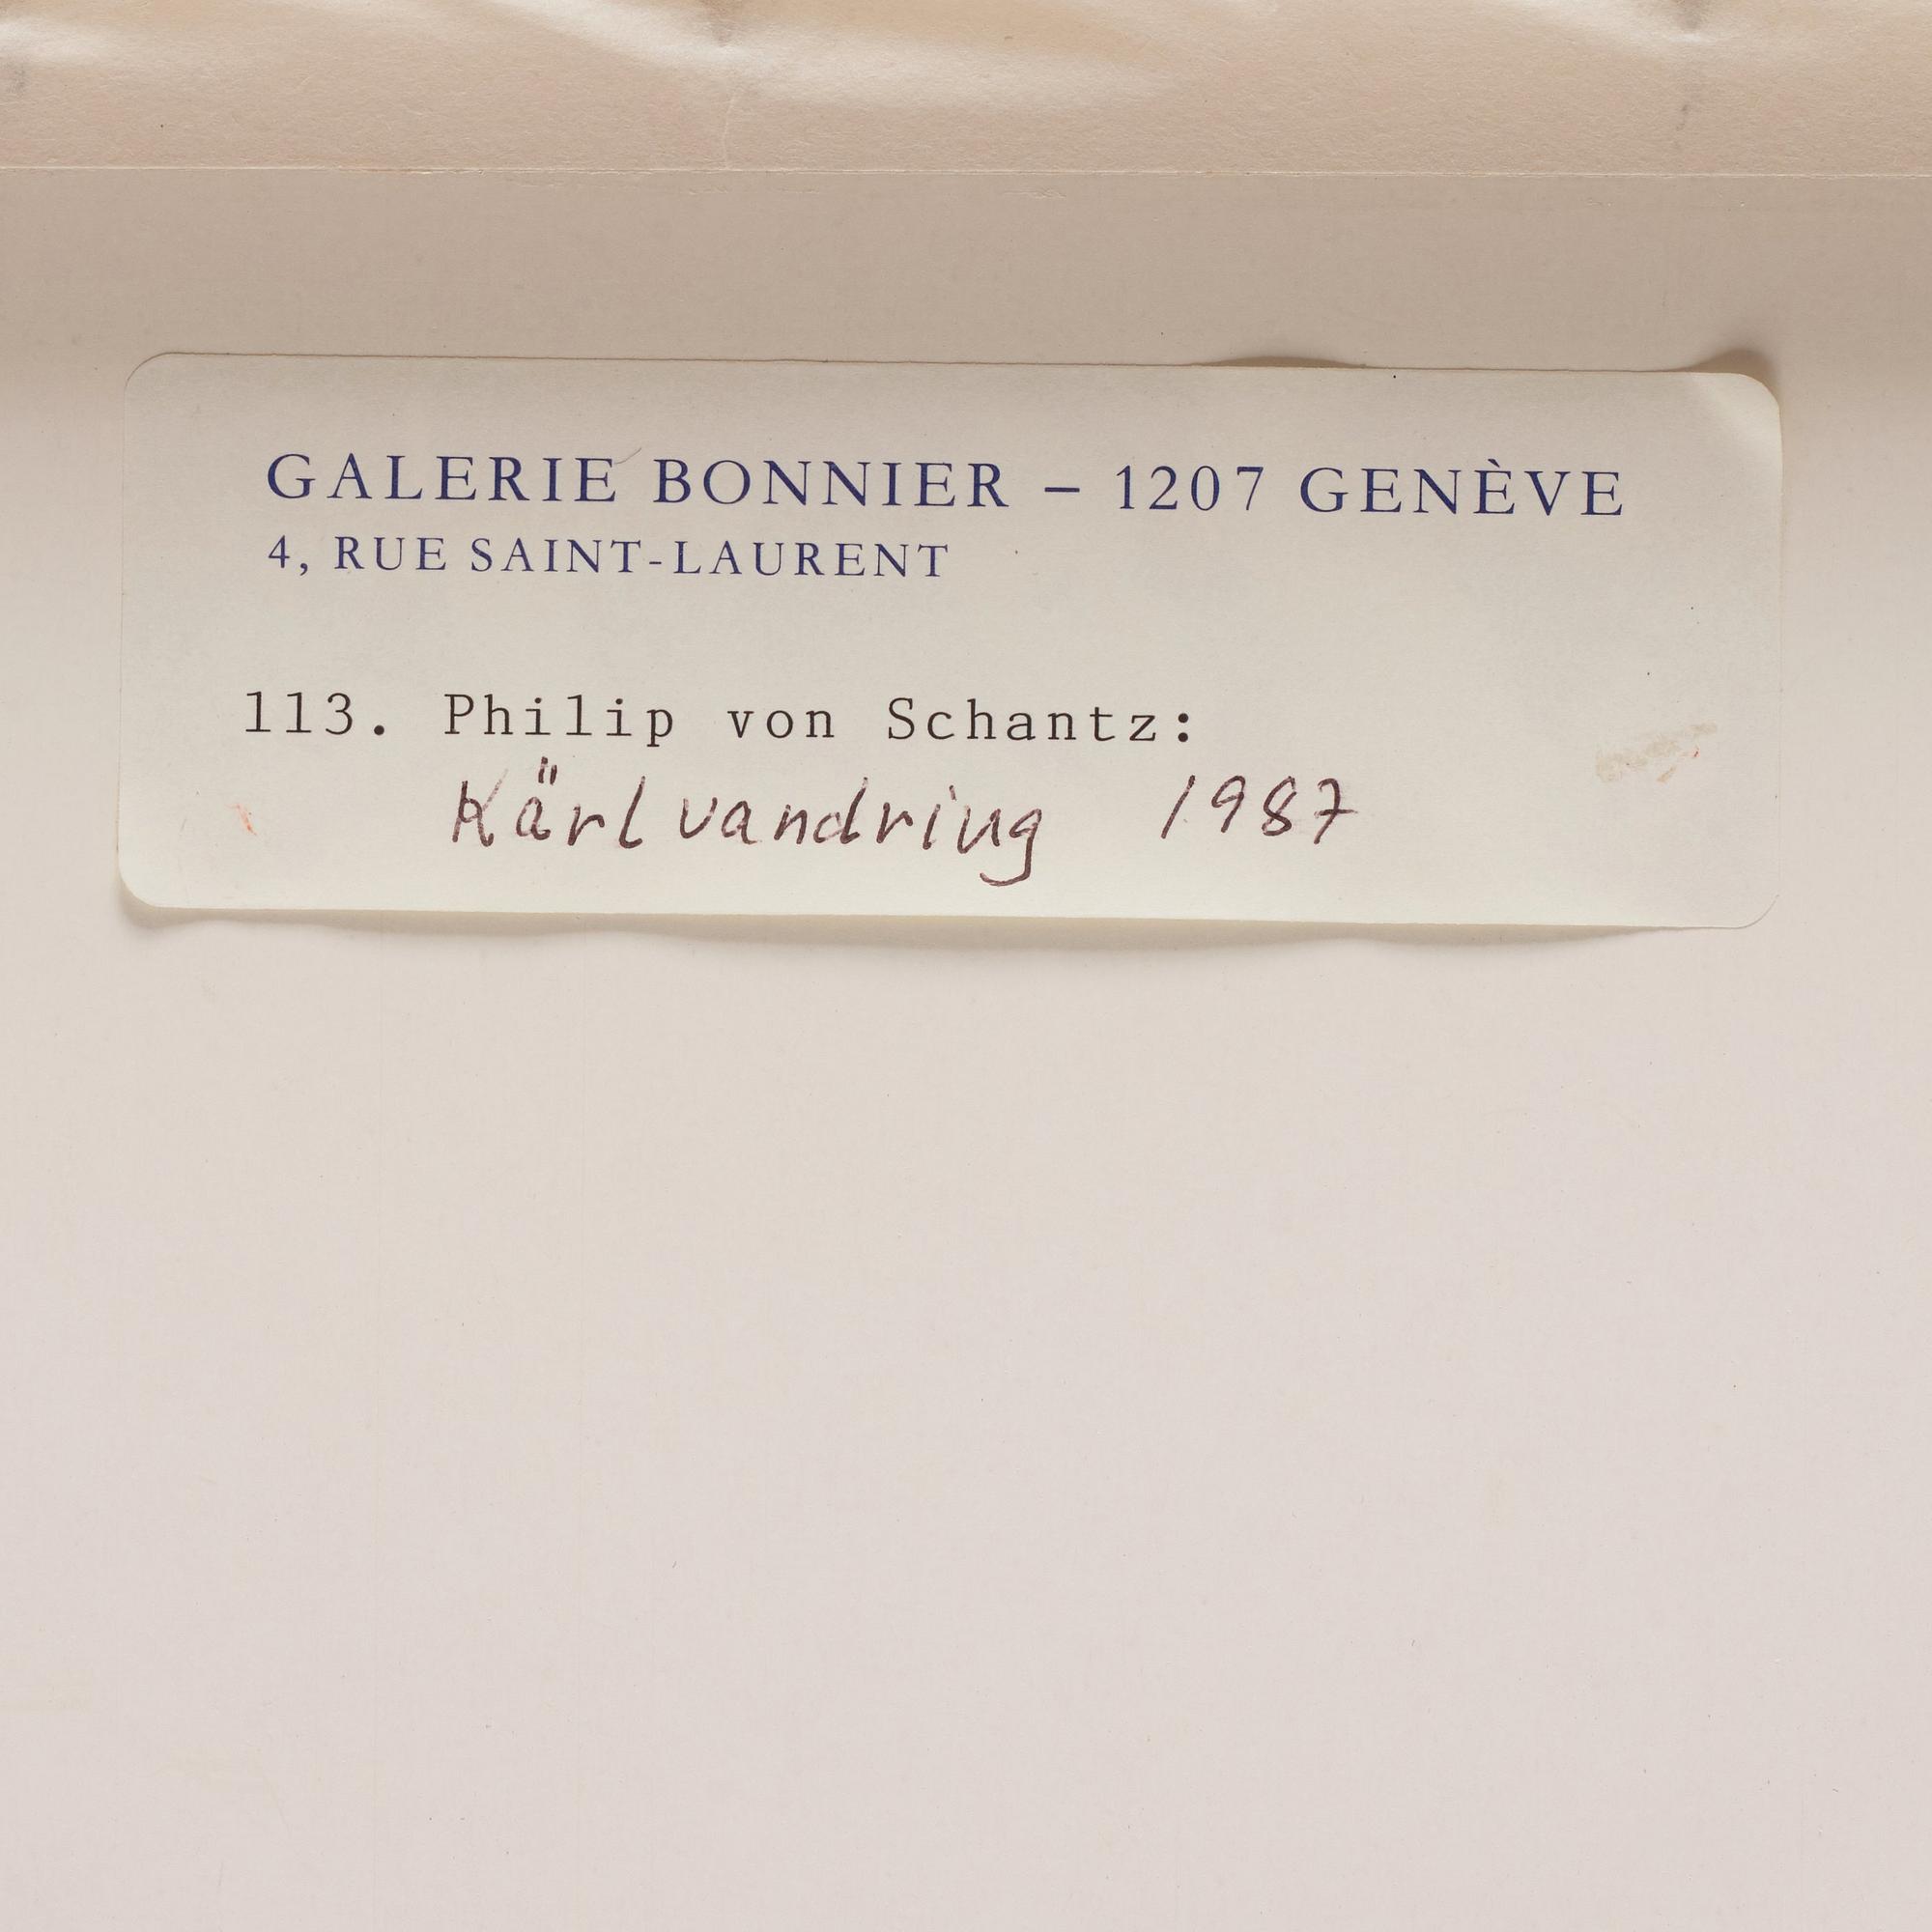 GALERIE BONNIER – 1207 GENÈVE
4, RUE SAINT-LAURENT
113. Philip von Schantz:
Kärlvandring 1987